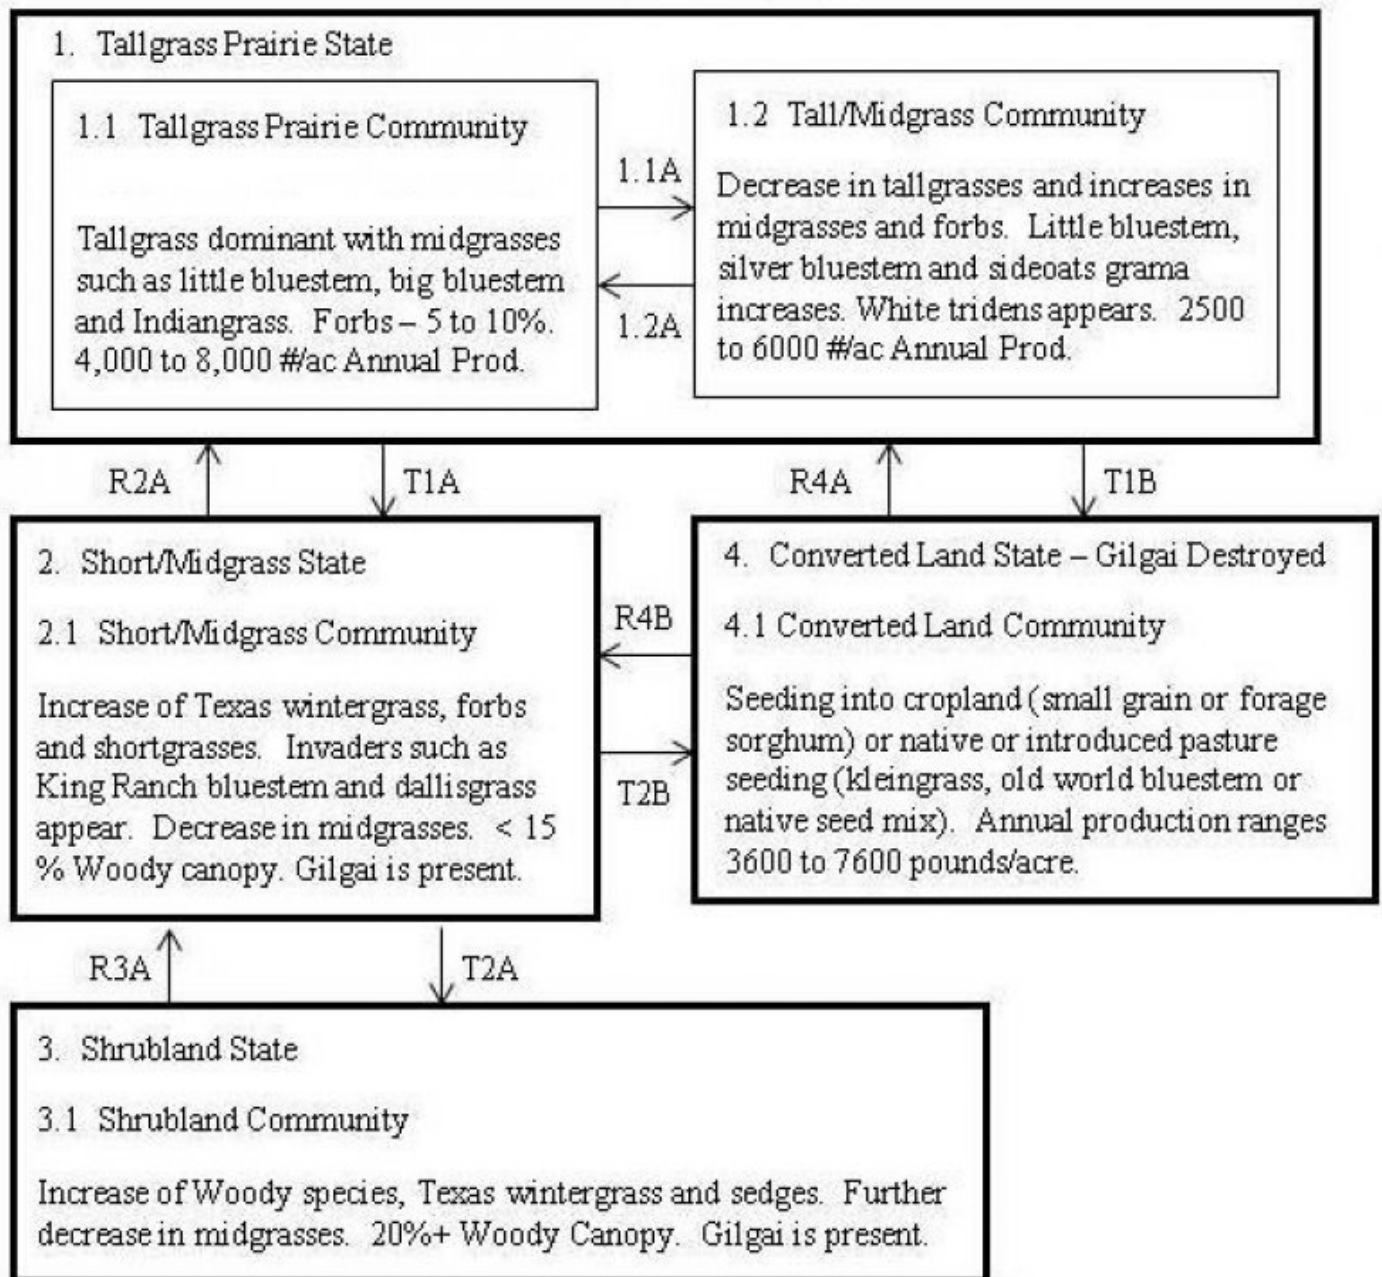 1. Tallgrass Prairie State
1.1 Tallgrass Prairie Community
Tallgrass dominant with midgrasses
such as little bluestem, big bluestem
and Indiangrass. Forbs – 5 to 10%.
4,000 to 8,000 #/ac Annual Prod.
1.1A
1.2A
1.2 Tall/Midgrass Community
Decrease in tallgrasses and increases in
midgrasses and forbs. Little bluestem,
silver bluestem and sideoats grama
increases. White tridens appears. 2500
to 6000 #/ac Annual Prod.
R2A
T1A
R4A
T1B
2. Short/Midgrass State
2.1 Short/Midgrass Community
Increase of Texas wintergrass, forbs
and shortgrasses. Invaders such as
King Ranch bluestem and dallisgrass
appear. Decrease in midgrasses. < 15
% Woody canopy. Gilgai is present.
R4B
T2B
4. Converted Land State – Gilgai Destroyed
4.1 Converted Land Community
Seeding into cropland (small grain or forage
sorghum) or native or introduced pasture
seeding (kleingrass, old world bluestem or
native seed mix). Annual production ranges
3600 to 7600 pounds/acre.
R3A
T2A
3. Shrubland State
3.1 Shrubland Community
Increase of Woody species, Texas wintergrass and sedges. Further
decrease in midgrasses. 20%+ Woody Canopy. Gilgai is present.